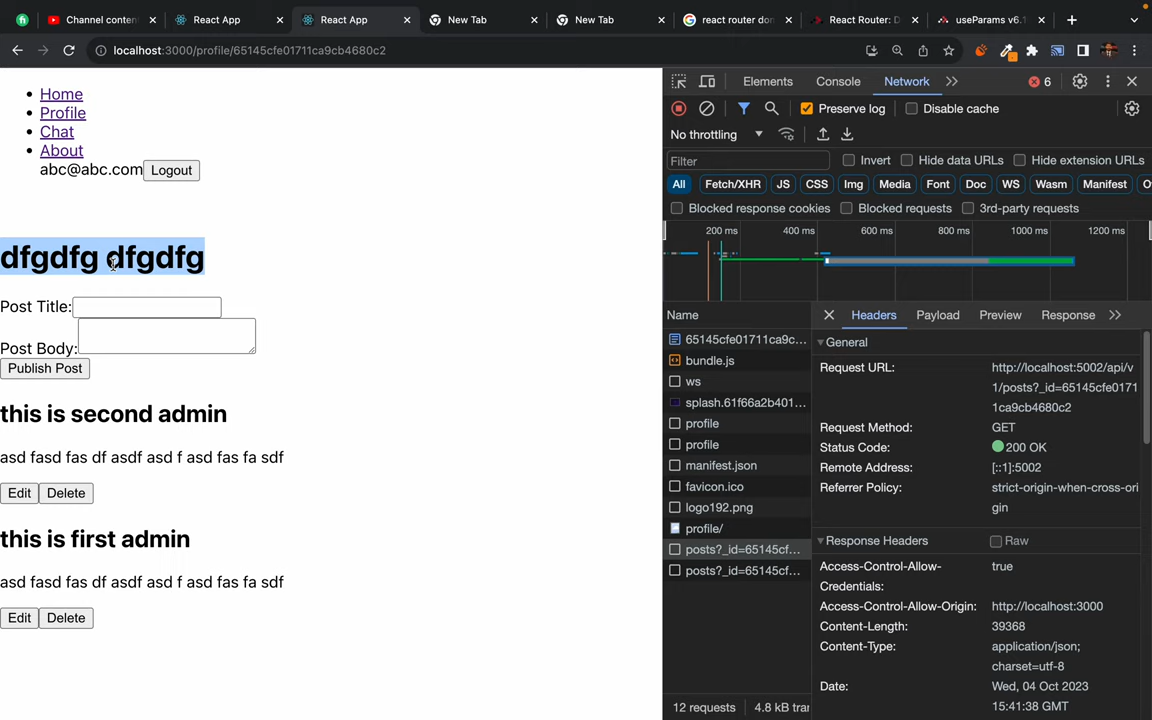 Channel conten
React App
React App
New Tab
New Tab
react router don
React Router: D
useParams v6.1
localhost:3000/profile/65145cfe01711ca9cb4680c2
Home
Profile
Chat
About
abc@abc.com Logout
dfgdfg dfgdfg
Post Title:
Post Body:
Publish Post
this is second admin
asd fasd fas df asdf asd f asd fas fa sdf
Edit Delete
this is first admin
asd fasd fas df asdf asd f asd fas fa sdf
Edit Delete
Elements Console Network 6
Preserve log Disable cache
No throttling
Filter Invert Hide data URLs Hide extension URLs
All Fetch/XHR JS CSS Img Media Font Doc WS Wasm Manifest O
Blocked response cookies Blocked requests 3rd-party requests
200 ms 400 ms 600 ms 800 ms 1000 ms 1200 ms
Name
65145cfe01711ca9c...
bundle.js
ws
splash.61f66a2b401...
profile
profile
manifest.json
favicon.ico
logo192.png
profile/
posts?_id=65145cf...
posts?_id=65145cf...
12 requests 4.8 kB trar
Headers Payload Preview Response
General
Request URL: http://localhost:5002/api/v
1/posts?_id=65145cfe0171
1ca9cb4680c2
Request Method: GET
Status Code: 200 OK
Remote Address: [::1]:5002
Referrer Policy: strict-origin-when-cross-ori
gin
Response Headers Raw
Access-Control-Allow- true
Credentials:
Access-Control-Allow-Origin: http://localhost:3000
Content-Length: 39368
Content-Type: application/json;
charset=utf-8
Date: Wed, 04 Oct 2023
15:41:38 GMT